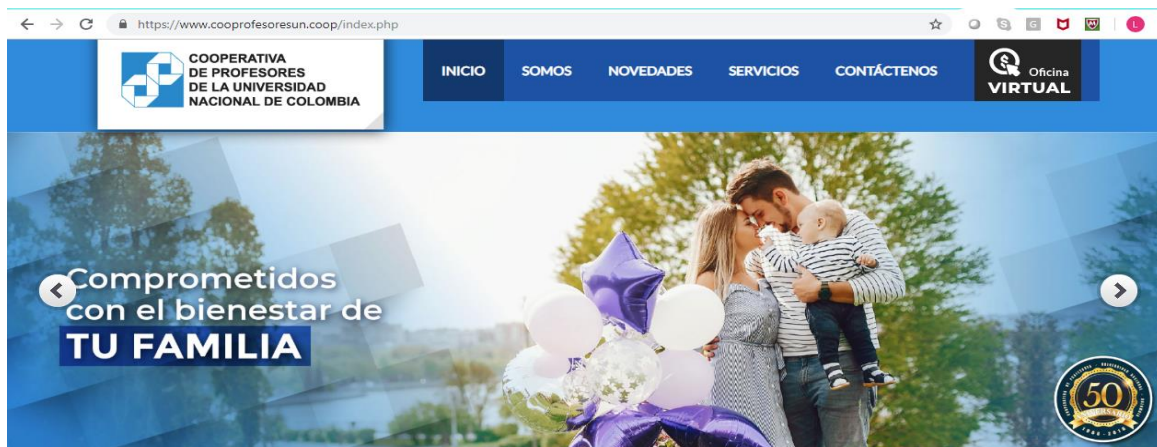 https://www.cooprofesoresun.coop/index.php
COOPERATIVA
DE PROFESORES
DE LA UNIVERSIDAD
NACIONAL DE COLOMBIA
INICIO
SOMOS
NOVEDADES
SERVICIOS
CONTÁCTENOS
Oficina
VIRTUAL
Comprometidos
con el bienestar de
TU FAMILIA
50